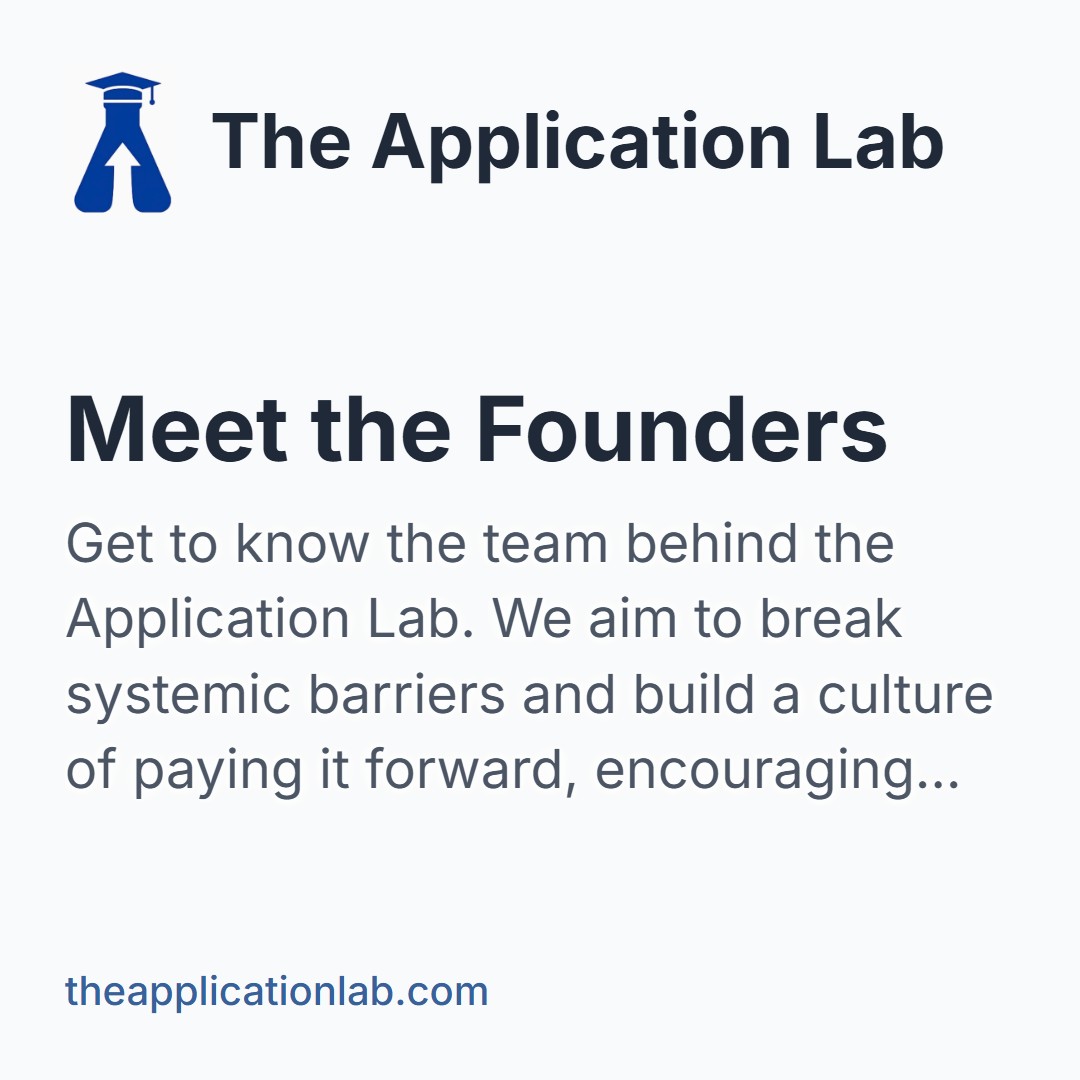 The Application Lab
Meet the Founders
Get to know the team behind the
Application Lab. We aim to break
systemic barriers and build a culture
of paying it forward, encouraging...
theapplicationlab.com